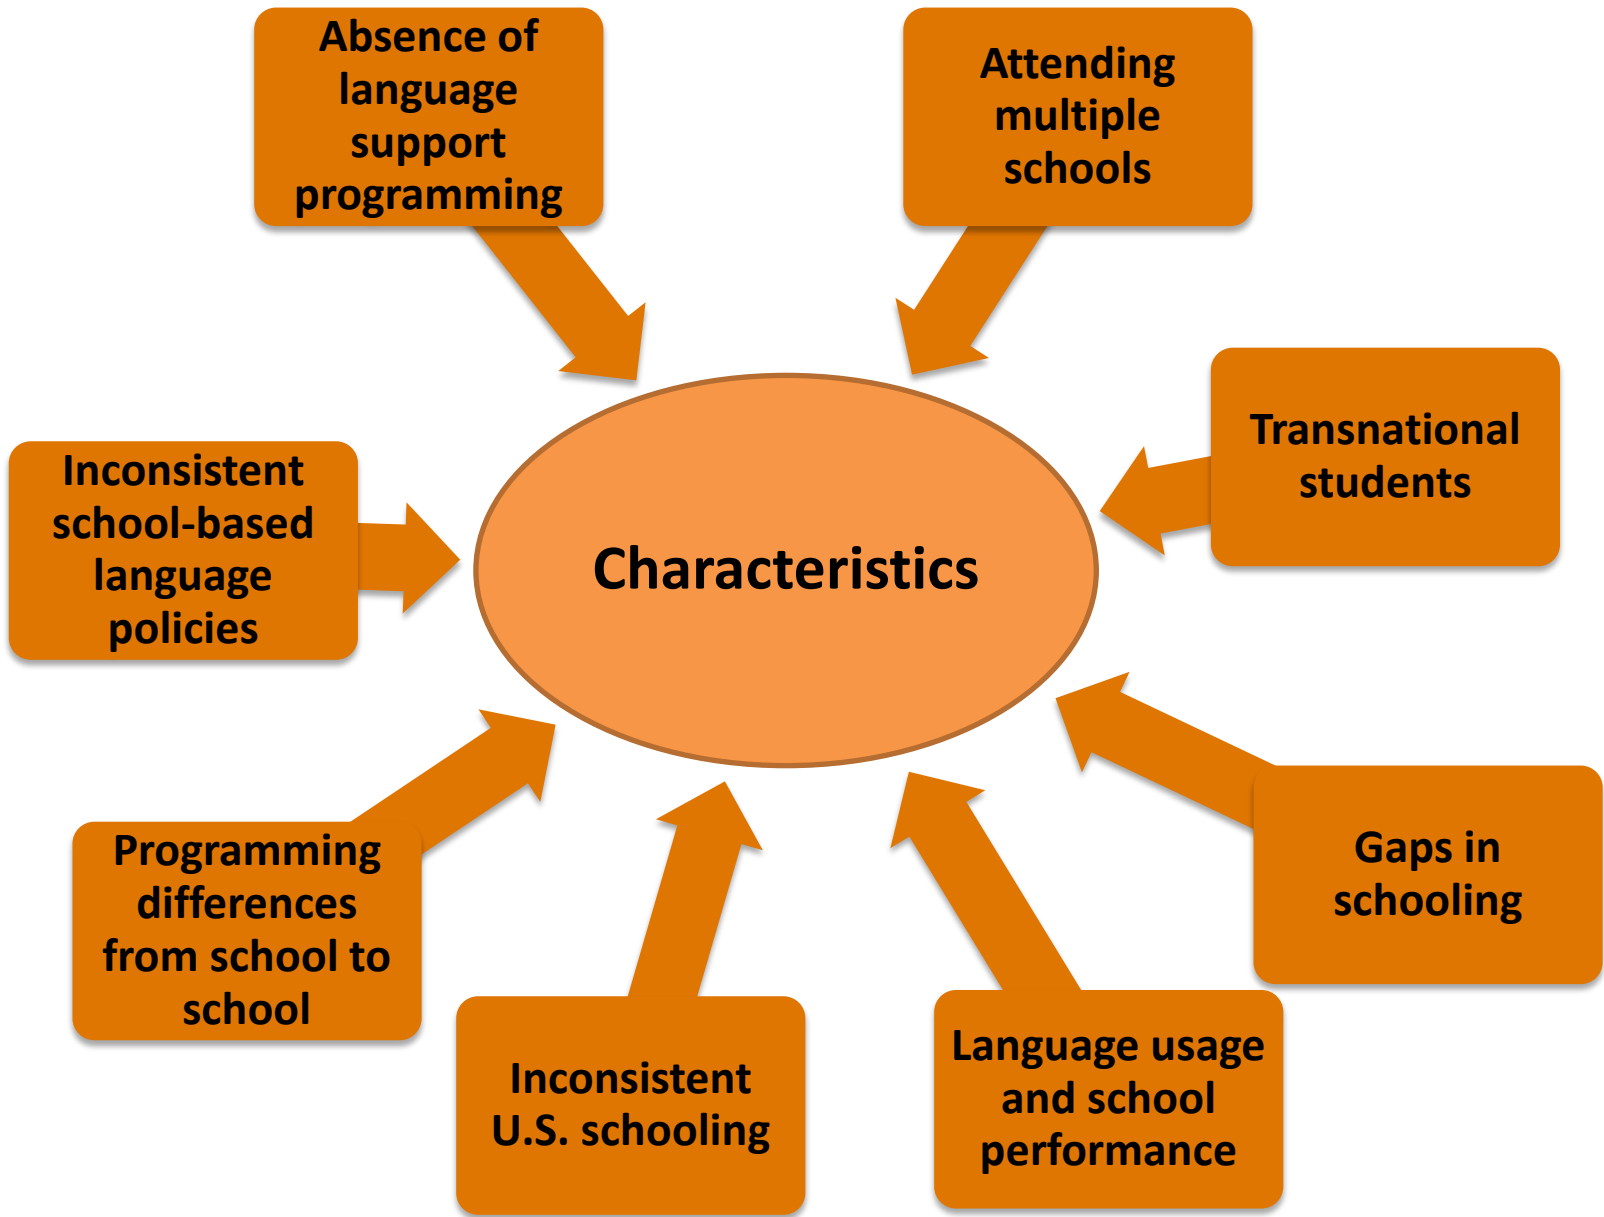 Absence of
language
support
programming
Attending
multiple
schools
Transnational
students
Inconsistent
school-based
language
policies
Characteristics
Programming
differences
from school to
school
Gaps in
schooling
Inconsistent
U.S. schooling
Language usage
and school
performance